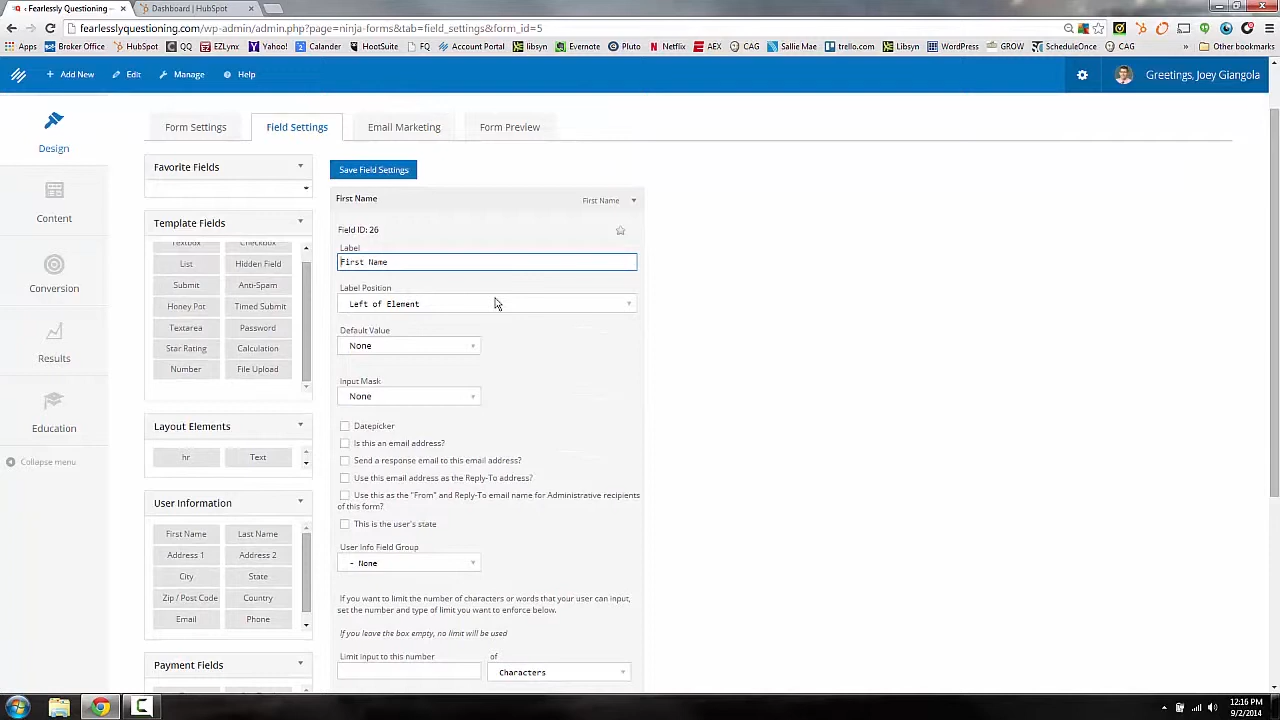 Fearlessly Questioning –
Dashboard | HubSpot
fearlessquestioning.com/wp-admin/admin.php?page=ninja-forms&tab=field_settings&form_id=5
Apps Broker Office HubSpot QQ EZLynx Yahoo! Calander HootSuite FQ Account Portal Libsyn Evernote Pluto Netflix AEX CAG Sallie Mae trello.com Libsyn WordPress GROW ScheduleOnce CAG » Other bookmarks
+ Add New Edit Manage Help Greetings, Joey Giangola
Design
Content
Conversion
Results
Education
Collapse menu
Form Settings Field Settings Email Marketing Form Preview
Favorite Fields
Template Fields
Textbox Checkbox
List Hidden Field
Submit Anti-Spam
Honey Pot Timed Submit
Textarea Password
Star Rating Calculation
Number File Upload
Layout Elements
hr Text
User Information
First Name Last Name
Address 1 Address 2
City State
Zip / Post Code Country
Email Phone
Payment Fields
Save Field Settings
First Name First Name
Field ID: 26
Label
First Name
Label Position
Left of Element
Default Value
None
Input Mask
None
Datepicker
Is this an email address?
Send a response email to this email address?
Use this email address as the Reply-To address?
Use this as the "From" and Reply-To email name for Administrative recipients
of this form?
This is the user's state
User Info Field Group
- None
If you want to limit the number of characters or words that your user can input,
set the number and type of limit you want to enforce below.
If you leave the box empty, no limit will be used
Limit input to this number of
Characters
12:16 PM
9/2/2014